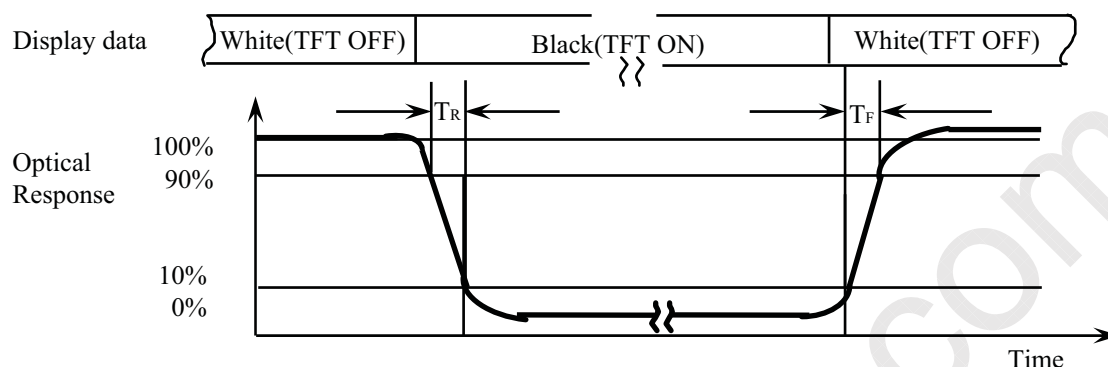 Display data
White(TFT OFF)
Black(TFT ON)
White(TFT OFF)
TR
TF
Optical
Response
100%
90%
10%
0%
Time
com